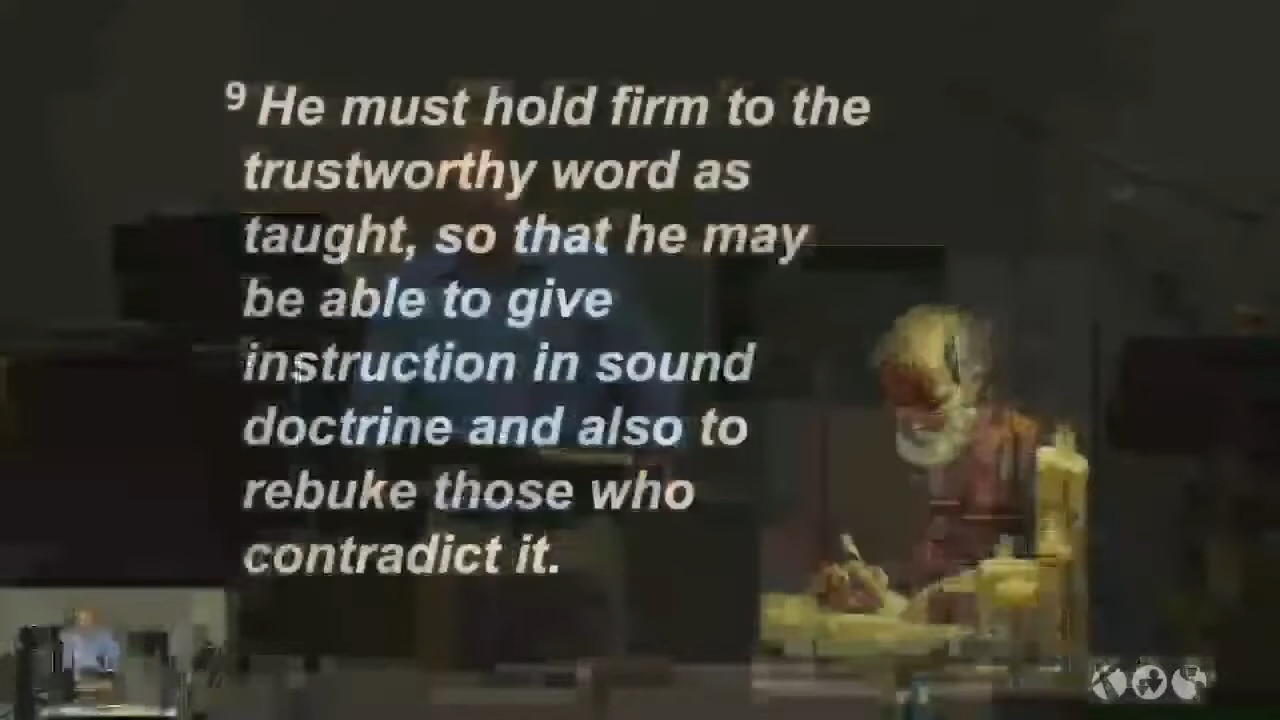 9 He must hold firm to the
trustworthy word as
taught, so that he may
be able to give
instruction in sound
doctrine and also to
rebuke those who
contradict it.